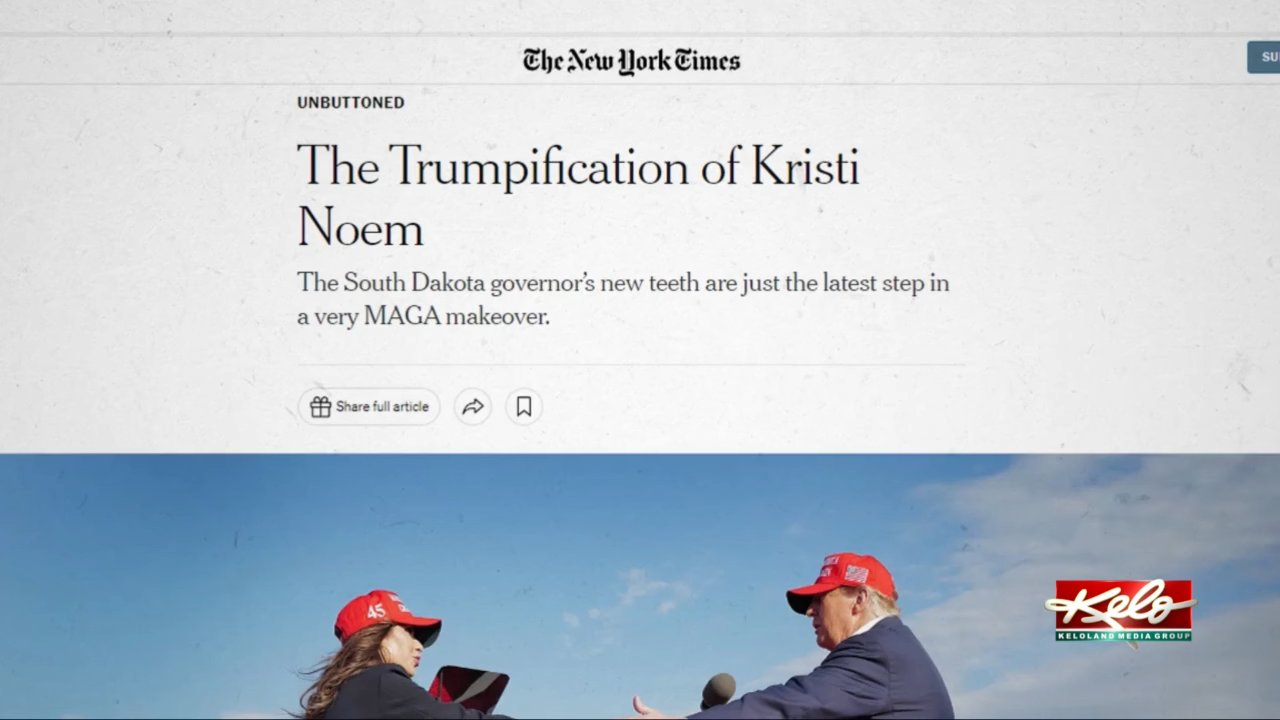 The New York Times
SU
UNBUTTONED
The Trumpification of Kristi
Noem
The South Dakota governor's new teeth are just the latest step in
a very MAGA makeover.
Share full article
45
Kelo
KELOLAND MEDIA GROUP